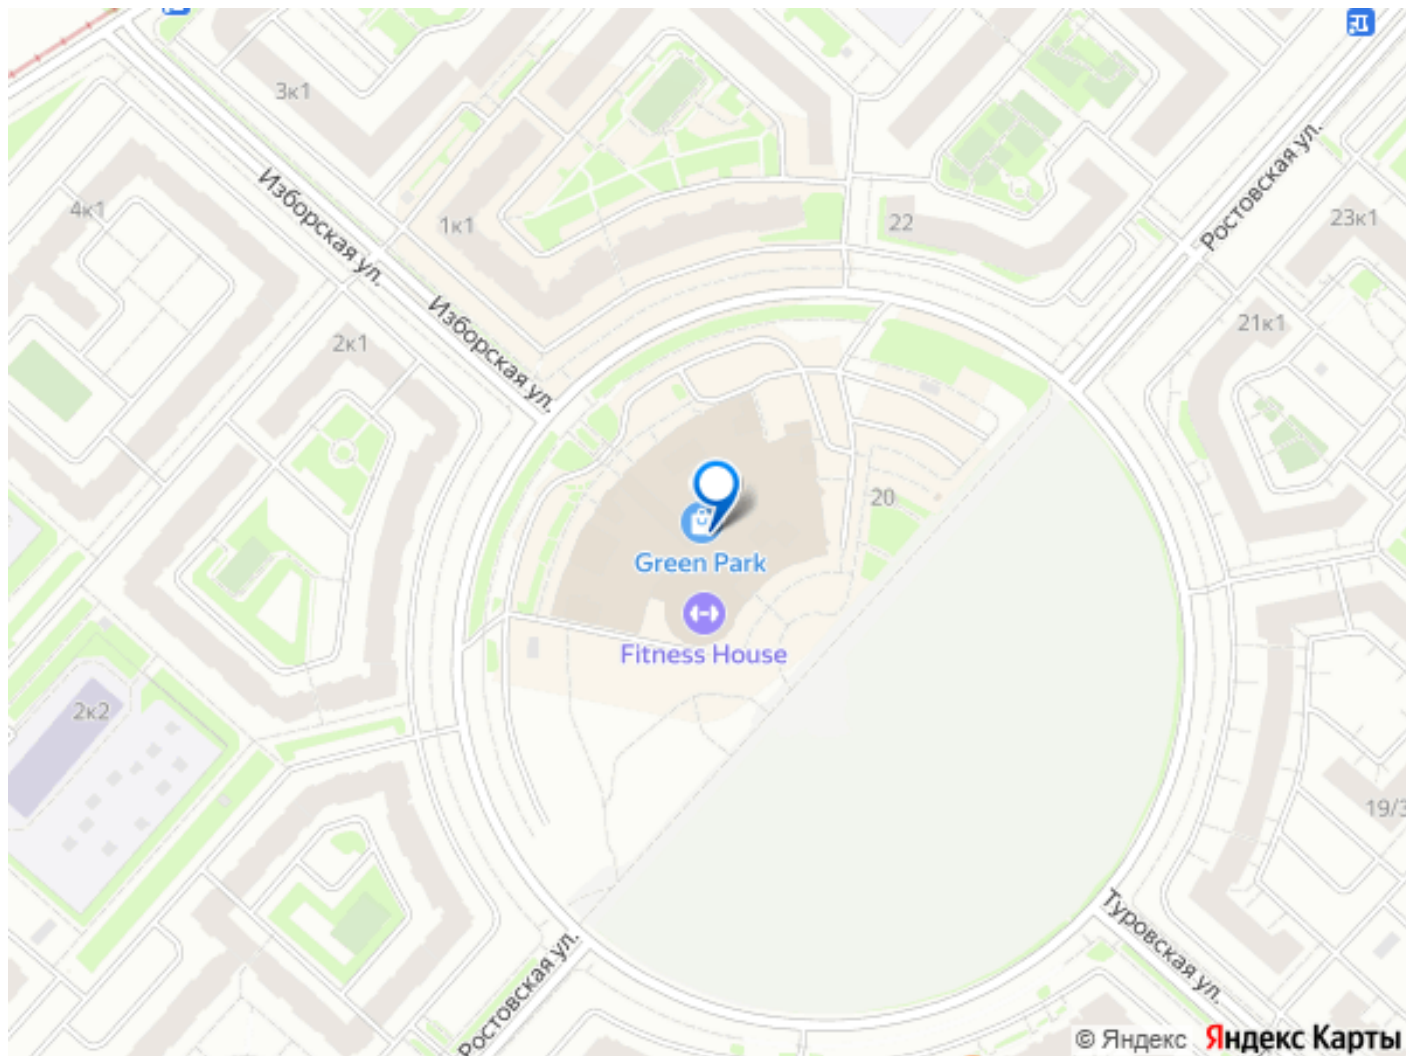 3к1
Ростовская ул.
Изборская ул.
4к1
1к1
22
23к1
Изборская ул.
2к1
21к1
20
Green Park
Fitness House
2к2
19/3
Туровская ул.
Ростовская ул.
© Яндекс Яндекс Карты